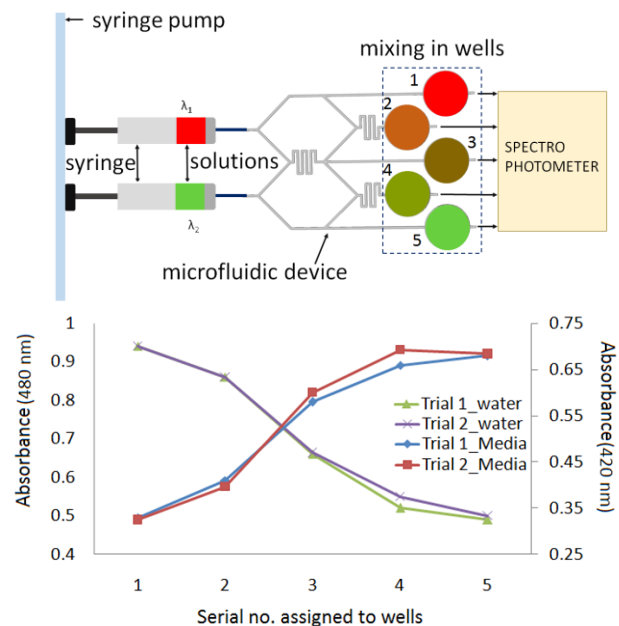 syringe pump
mixing in wells
λ1
1
2
3
4
5
syringe
solutions
λ2
SPECTRO
PHOTOMETER
microfluidic device
Absorbance (480 nm)
1
0.9
0.8
0.7
0.6
0.5
0.4
Trial 1_water
Trial 2_water
Trial 1_Media
Trial 2_Media
0.75
0.65
0.55
0.45
0.35
0.25
Absorbance (420 nm)
1 2 3 4 5
Serial no. assigned to wells